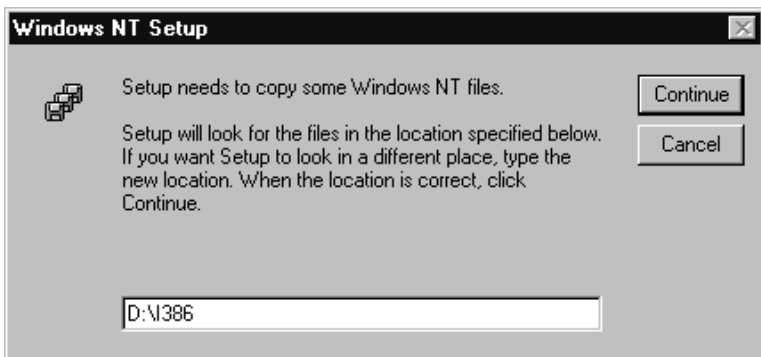 Windows NT Setup
Setup needs to copy some Windows NT files.
Continue
Setup will look for the files in the location specified below.
If you want Setup to look in a different place, type the
new location. When the location is correct, click
Continue.
Cancel
D:\I386